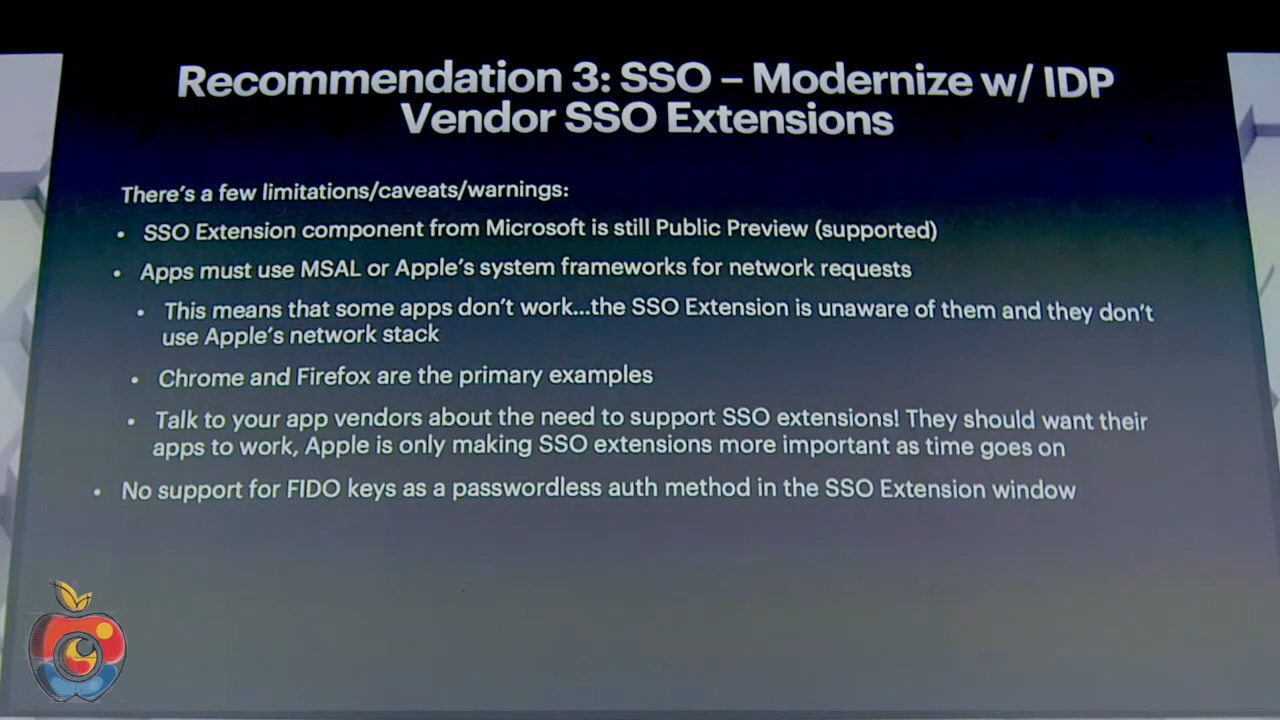 Recommendation 3: SSO – Modernize w/ IDP
Vendor SSO Extensions
There's a few limitations/caveats/warnings:
• SSO Extension component from Microsoft is still Public Preview (supported)
• Apps must use MSAL or Apple's system frameworks for network requests
• This means that some apps don't work...the SSO Extension is unaware of them and they don't
use Apple's network stack
• Chrome and Firefox are the primary examples
• Talk to your app vendors about the need to support SSO extensions! They should want their
apps to work, Apple is only making SSO extensions more important as time goes on
• No support for FIDO keys as a passwordless auth method in the SSO Extension window